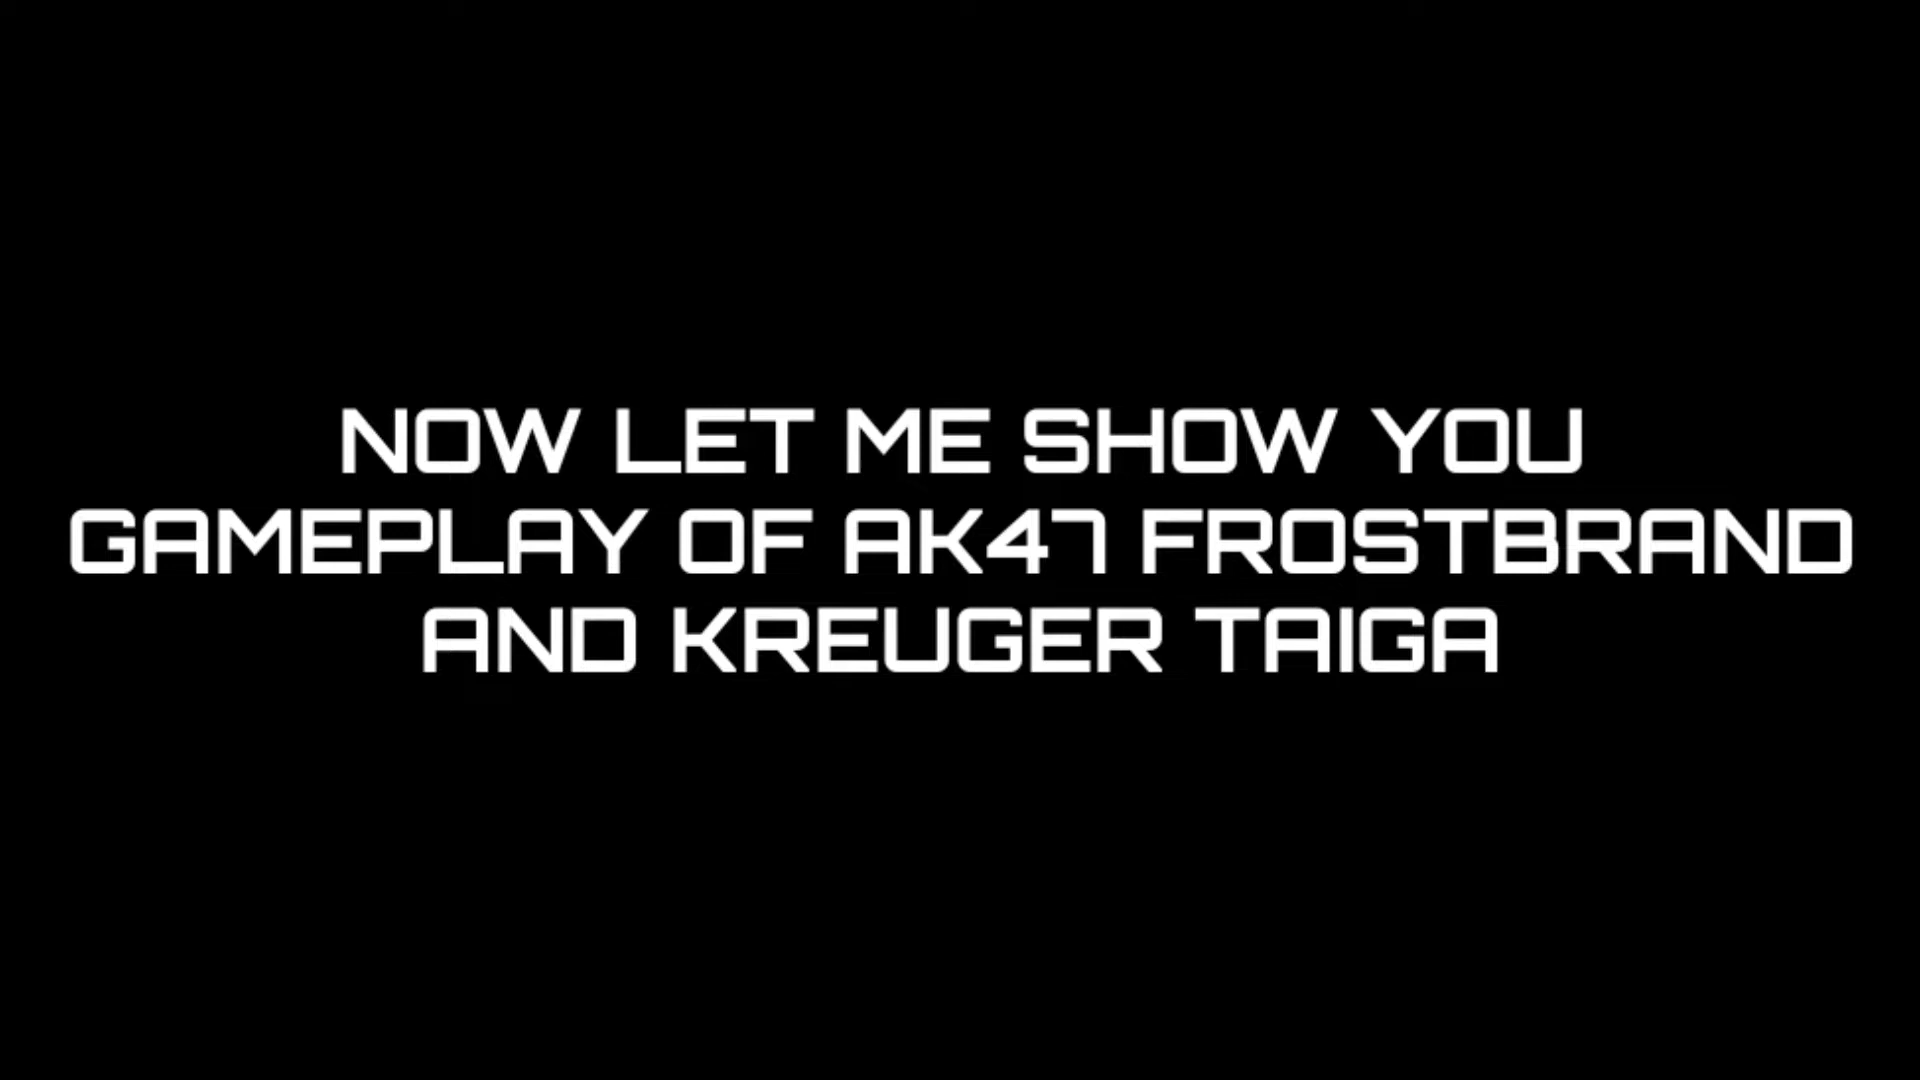 NOW LET ME SHOW YOU
GAMEPLAY OF AK47 FROSTBRAND
AND KREUGER TAIGA